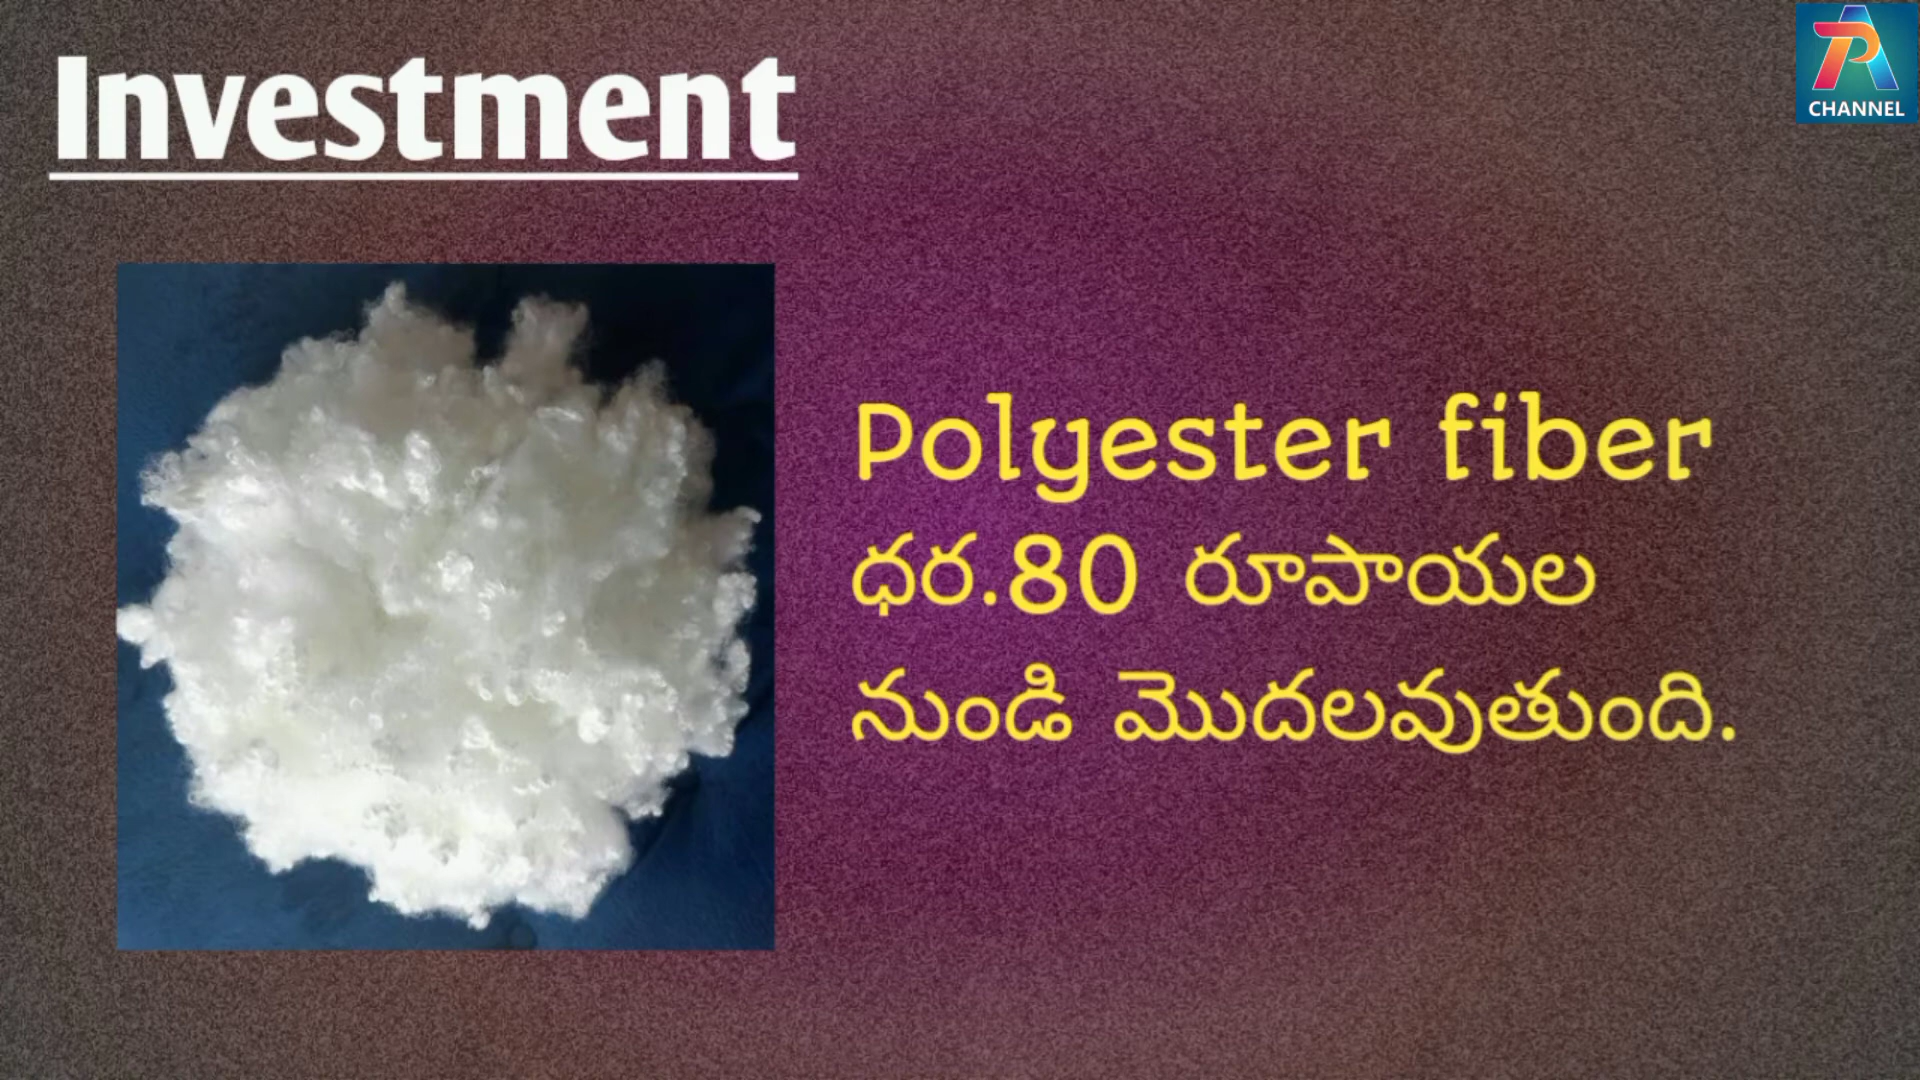 Investment
CHANNEL
Polyester fiber
ధర.80 రూపాయల
నుండి మొదలవుతుంది.